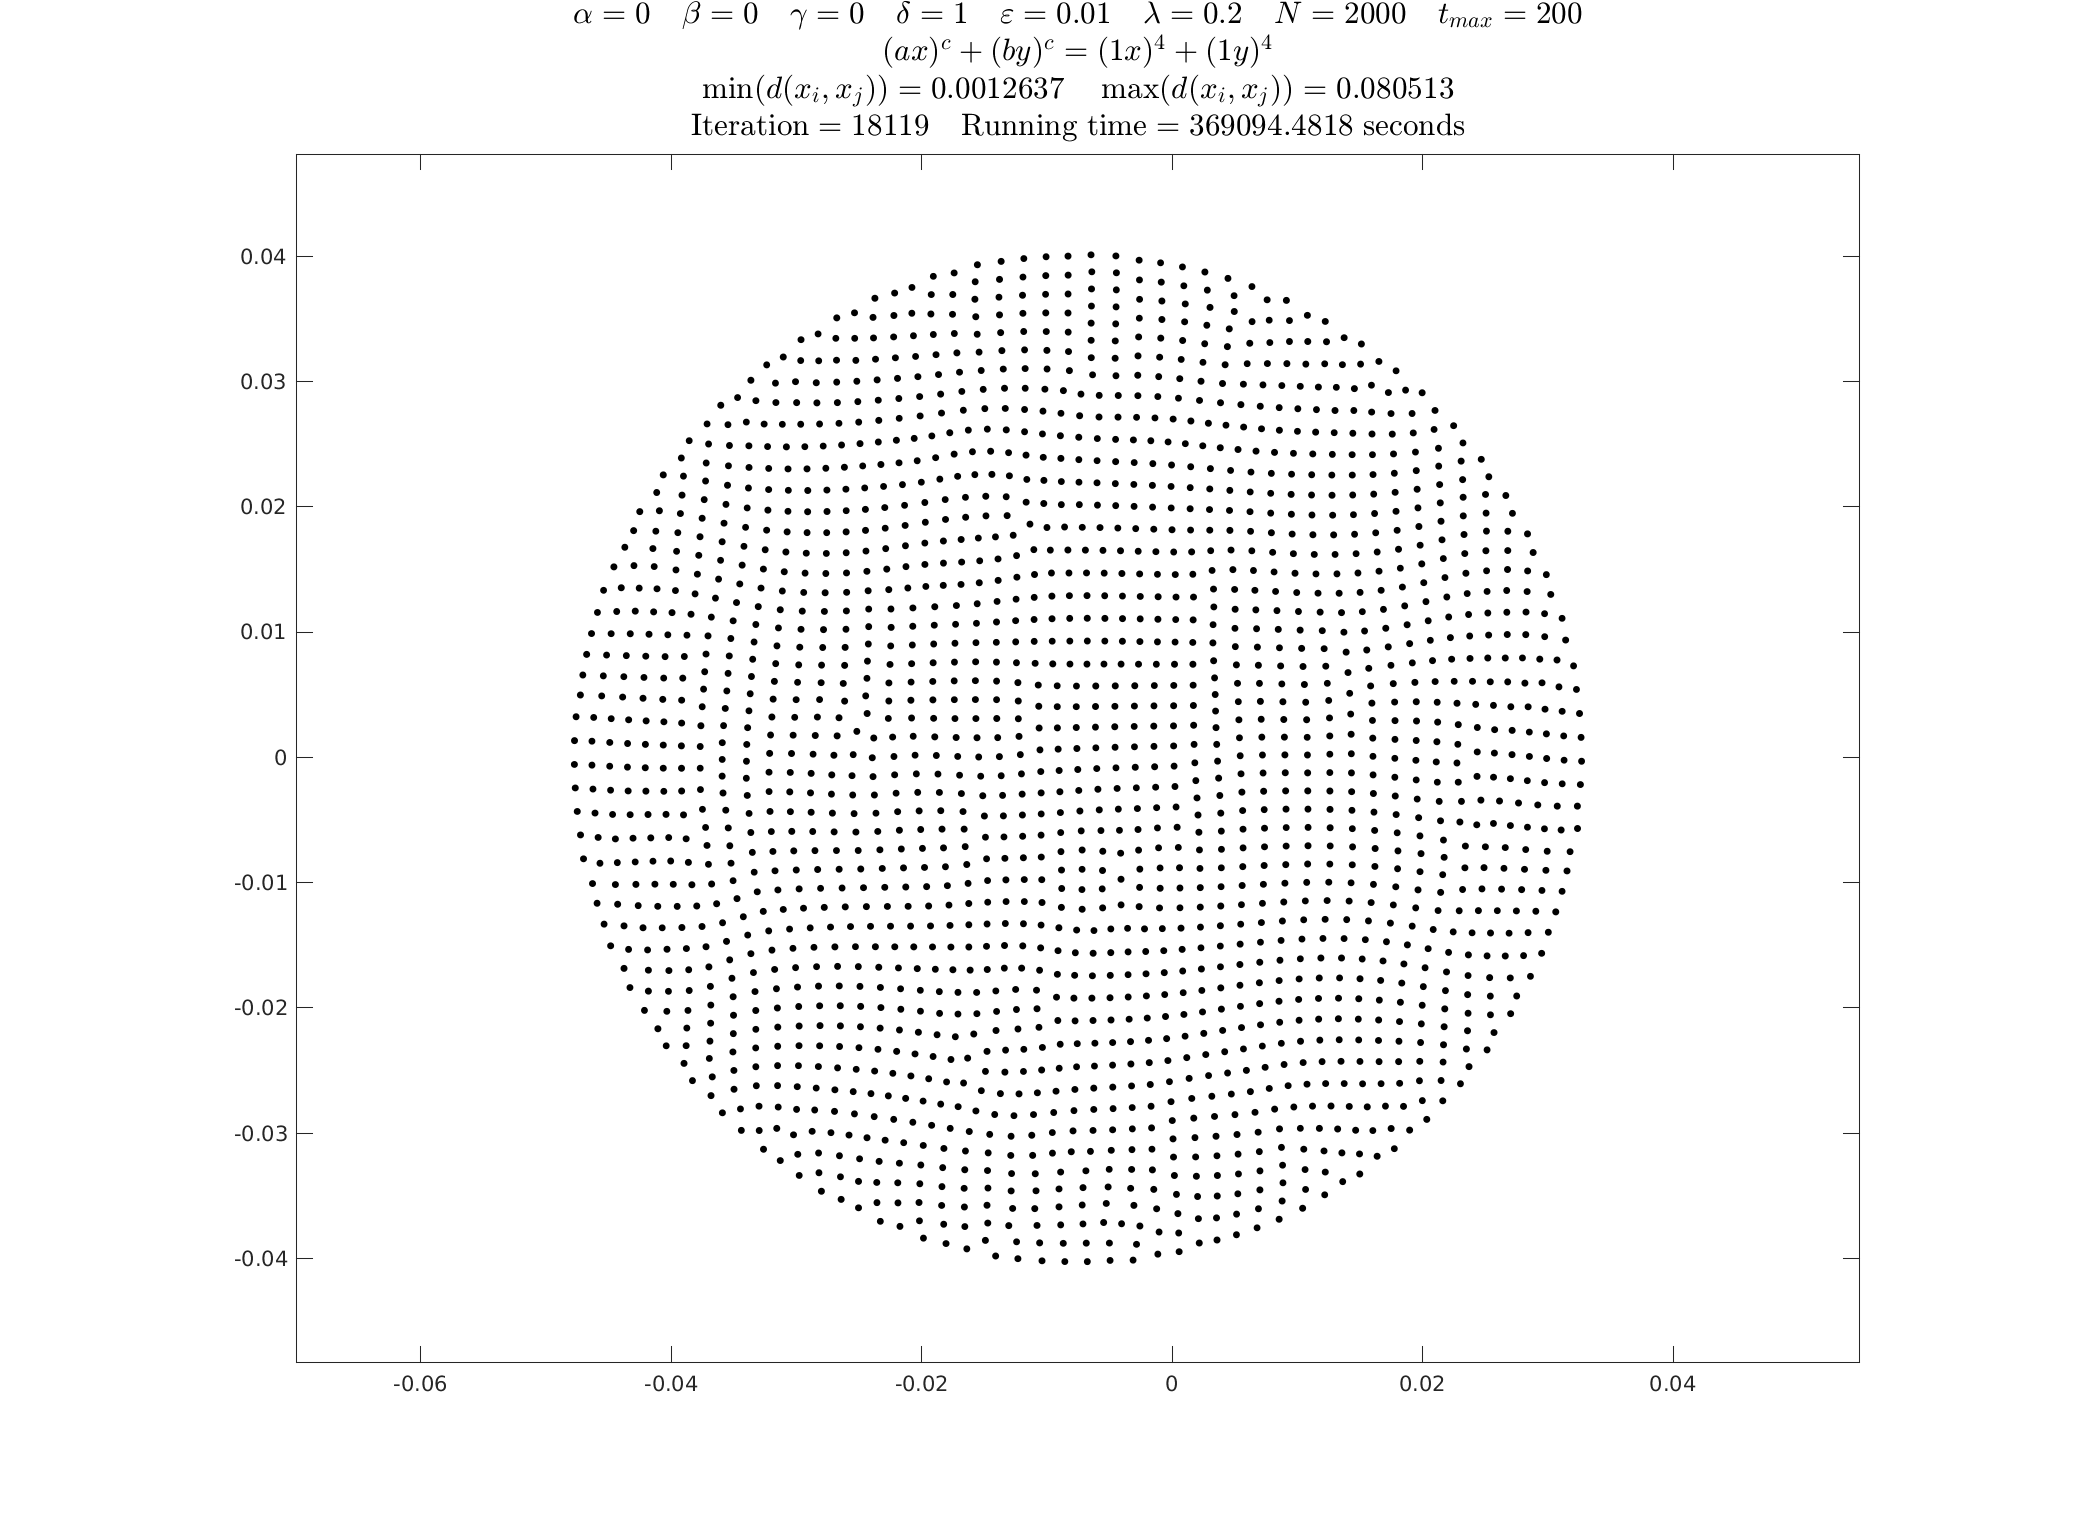 α = 0 β = 0 γ = 0 δ = 1 ε = 0.01 λ = 0.2 N = 2000 t_{max} = 200
(ax)^c + (by)^c = (1x)^4 + (1y)^4
min(d(x_i, x_j)) = 0.0012637 max(d(x_i, x_j)) = 0.080513
Iteration = 18119 Running time = 369094.4818 seconds
0.04
0.03
0.02
0.01
0
-0.01
-0.02
-0.03
-0.04
-0.06 -0.04 -0.02 0 0.02 0.04